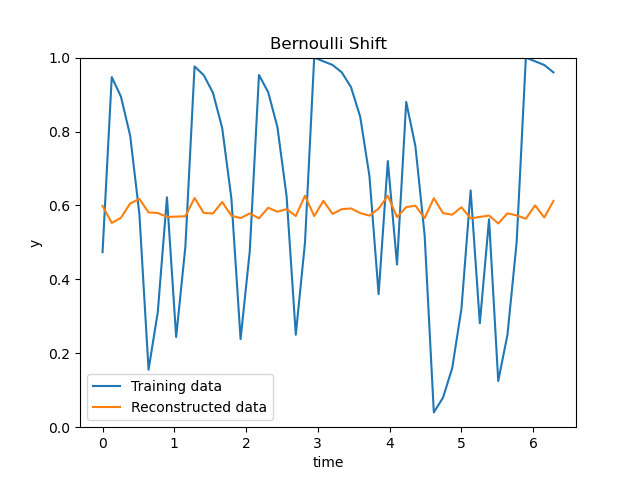 Bernoulli Shift
1.0
0.8
0.6
0.4
0.2
0.0
y
Training data
Reconstructed data
0 1 2 3 4 5 6
time